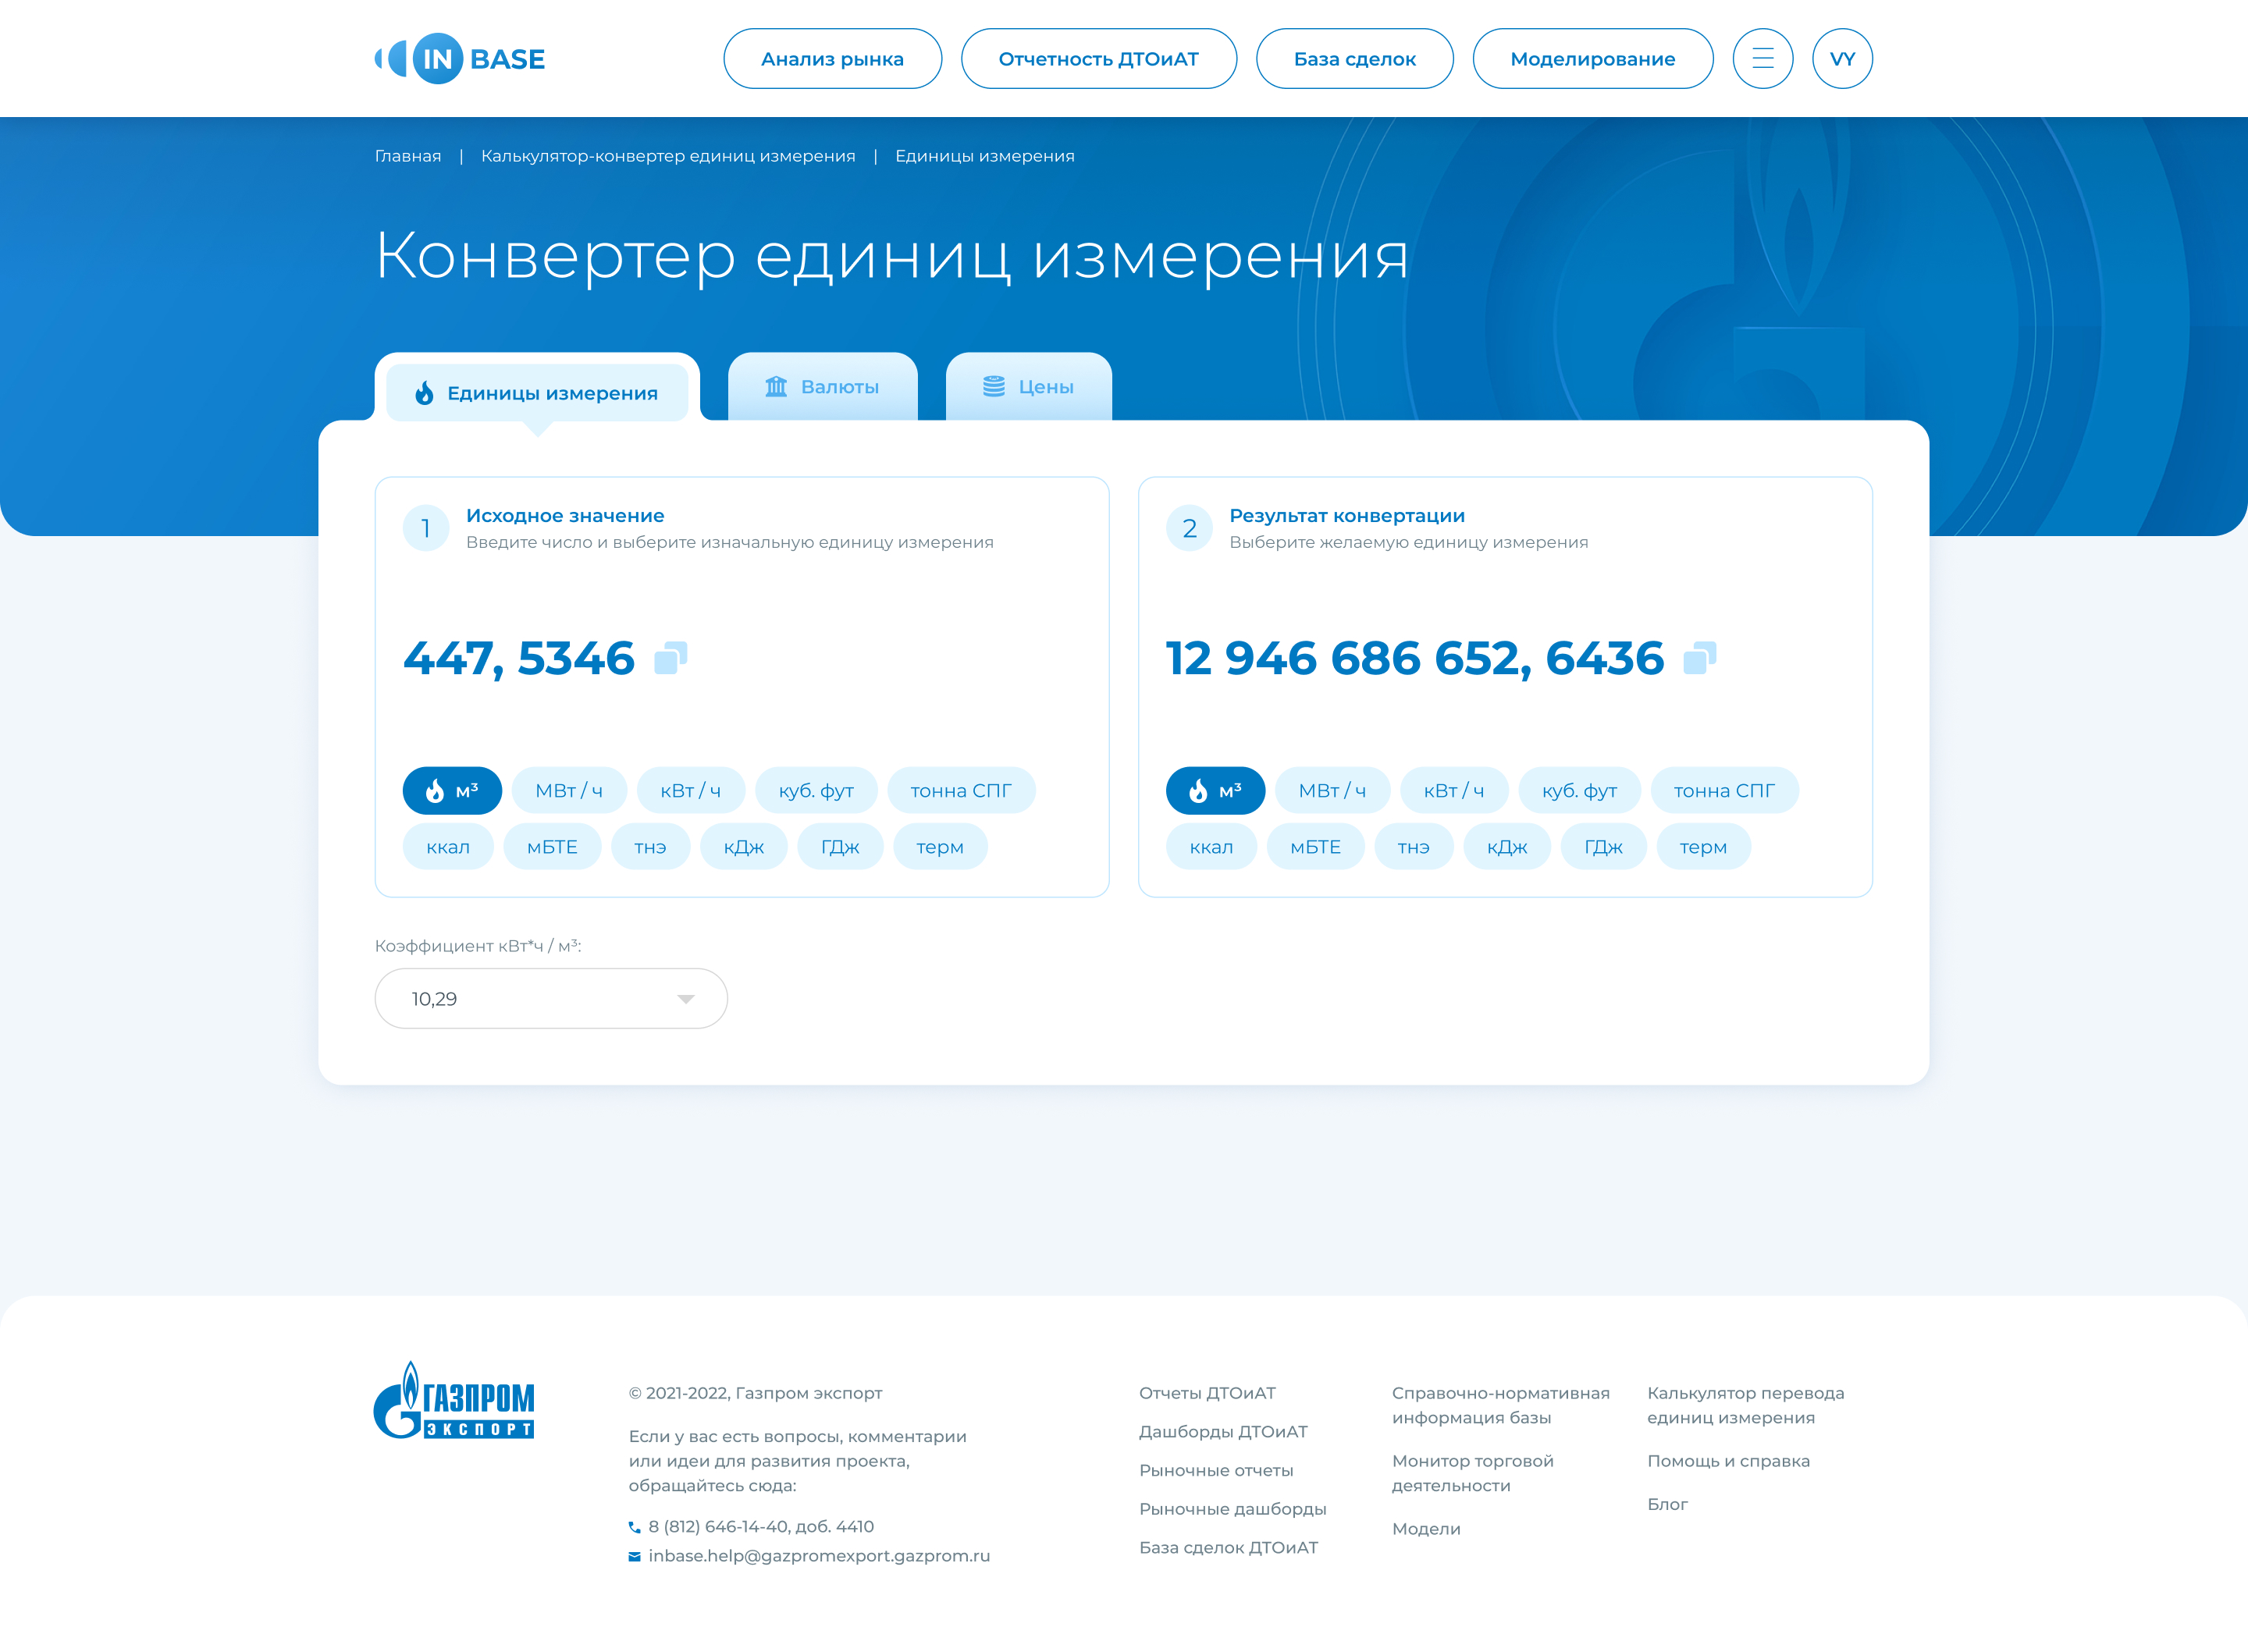 IN BASE
Анализ рынка
Отчетность ДТОиАТ
База сделок
Моделирование
VY
Главная | Калькулятор-конвертер единиц измерения | Единицы измерения
Конвертер единиц измерения
Единицы измерения
Валюты
Цены
1
Исходное значение
Введите число и выберите изначальную единицу измерения
447, 5346
м³ МВт / ч кВт / ч куб. фут тонна СПГ
ккал мБТЕ тнэ кДж ГДж терм
2
Результат конвертации
Выберите желаемую единицу измерения
12 946 686 652, 6436
м³ МВт / ч кВт / ч куб. фут тонна СПГ
ккал мБТЕ тнэ кДж ГДж терм
Коэффициент кВт*ч / м³:
10,29
ГАЗПРОМ
ЭКСПОРТ
© 2021-2022, Газпром экспорт
Если у вас есть вопросы, комментарии
или идеи для развития проекта,
обращайтесь сюда:
8 (812) 646-14-40, доб. 4410
inbase.help@gazpromexport.gazprom.ru
Отчеты ДТОиАТ
Дашборды ДТОиАТ
Рыночные отчеты
Рыночные дашборды
База сделок ДТОиАТ
Справочно-нормативная
информация базы
Монитор торговой
деятельности
Модели
Калькулятор перевода
единиц измерения
Помощь и справка
Блог